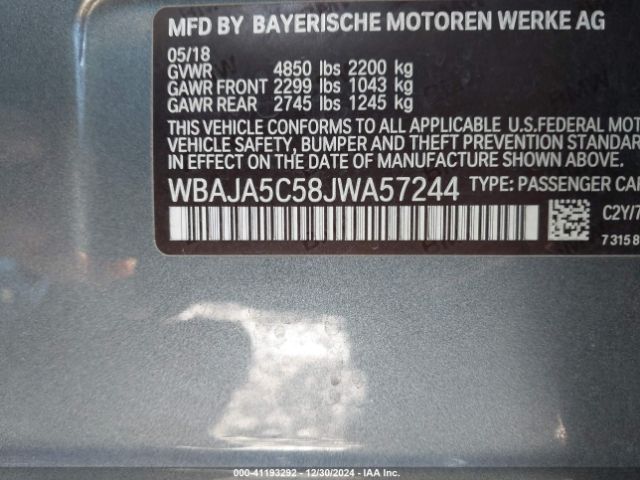 MFD BY BAYERISCHE MOTOREN WERKE AG
05/18
GVWR 4850 lbs 2200 kg
GAWR FRONT 2299 lbs 1043 kg
GAWR REAR 2745 lbs 1245 kg
THIS VEHICLE CONFORMS TO ALL APPLICABLE U.S.FEDERAL MOT
VEHICLE SAFETY, BUMPER AND THEFT PREVENTION STANDARD
IN EFFECT ON THE DATE OF MANUFACTURE SHOWN ABOVE.
WBAJA5C58JWA57244 TYPE: PASSENGER CAR
C2Y/7
7 315 8
000-41193292 - 12/30/2024 - IAA Inc.